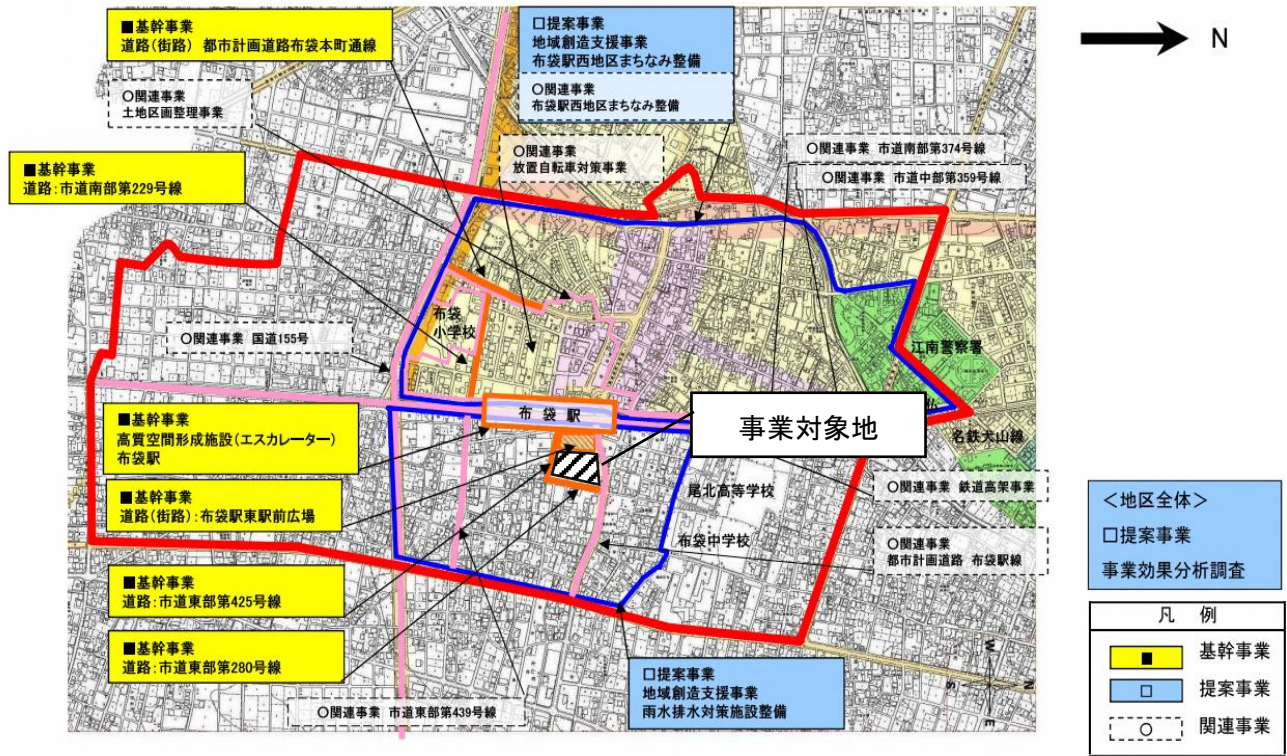 ■基幹事業
道路(街路) 都市計画道路布袋本町通線
□提案事業
地域創造支援事業
布袋駅西地区まちなみ整備
N
○関連事業
土地区画整理事業
○関連事業
布袋駅西地区まちなみ整備
○関連事業
放置自転車対策事業
○関連事業 市道南部第374号線
○関連事業 市道中部第359号線
■基幹事業
道路:市道南部第229号線
布袋
小学校
○関連事業 国道155号
江南警察署
布袋駅
事業対象地
名鉄犬山線
■基幹事業
高質空間形成施設(エスカレーター)
布袋駅
尾北高等学校
○関連事業 鉄道高架事業
■基幹事業
道路(街路):布袋駅東駅前広場
布袋中学校
○関連事業
都市計画道路 布袋駅線
<地区全体>
□提案事業
事業効果分析調査
■基幹事業
道路:市道東部第425号線
■基幹事業
道路:市道東部第280号線
○関連事業 市道東部第439号線
□提案事業
地域創造支援事業
雨水排水対策施設整備
W
S
N
E
凡 例
■ 基幹事業
□ 提案事業
○ 関連事業